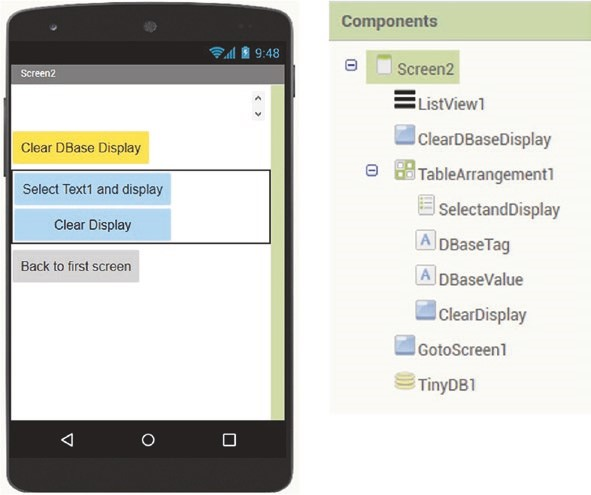 9:48
Screen2
Clear DBase Display
Select Text1 and display
Clear Display
Back to first screen
Components
Screen2
ListView1
ClearDBaseDisplay
TableArrangement1
SelectandDisplay
A DBaseTag
A DBaseValue
ClearDisplay
GotoScreen1
TinyDB1